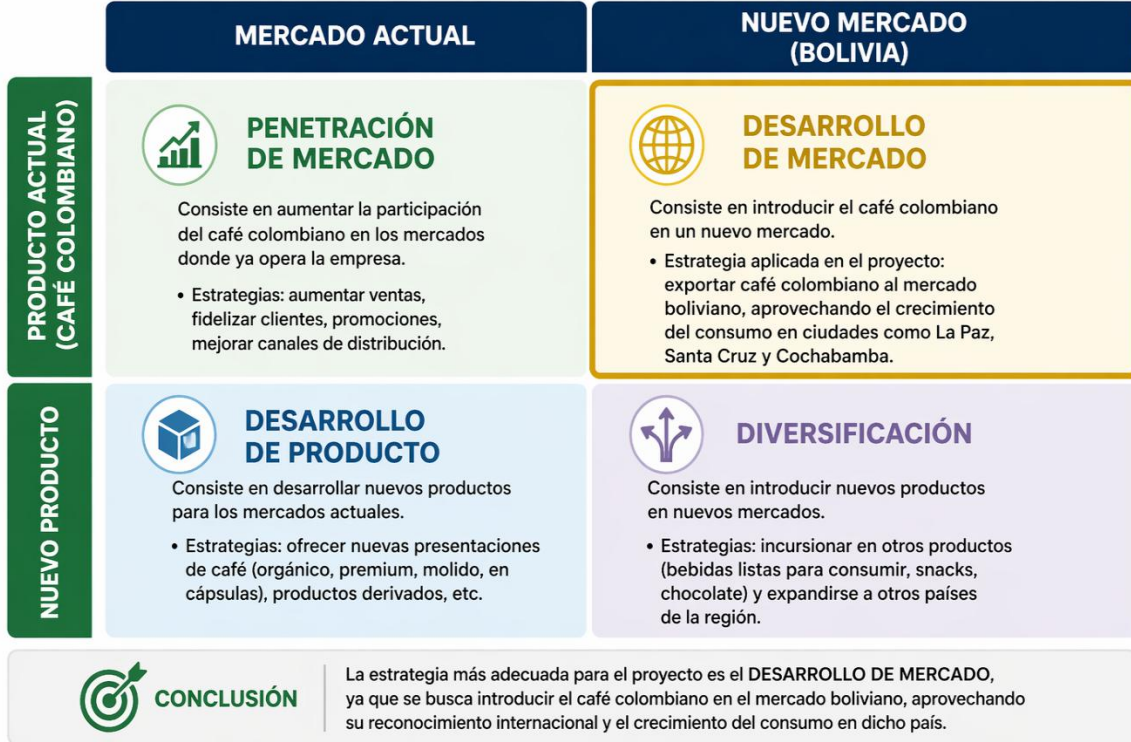 MERCADO ACTUAL
NUEVO MERCADO
(BOLIVIA)
PRODUCTO ACTUAL
(CAFÉ COLOMBIANO)
PENETRACIÓN
DE MERCADO
Consiste en aumentar la participación
del café colombiano en los mercados
donde ya opera la empresa.
• Estrategias: aumentar ventas,
fidelizar clientes, promociones,
mejorar canales de distribución.
DESARROLLO
DE MERCADO
Consiste en introducir el café colombiano
en un nuevo mercado.
• Estrategia aplicada en el proyecto:
exportar café colombiano al mercado
boliviano, aprovechando el crecimiento
del consumo en ciudades como La Paz,
Santa Cruz y Cochabamba.
NUEVO PRODUCTO
DESARROLLO
DE PRODUCTO
Consiste en desarrollar nuevos productos
para los mercados actuales.
• Estrategias: ofrecer nuevas presentaciones
de café (orgánico, premium, molido, en
cápsulas), productos derivados, etc.
DIVERSIFICACIÓN
Consiste en introducir nuevos productos
en nuevos mercados.
• Estrategias: incursionar en otros productos
(bebidas listas para consumir, snacks,
chocolate) y expandirse a otros países
de la región.
CONCLUSIÓN
La estrategia más adecuada para el proyecto es el DESARROLLO DE MERCADO,
ya que se busca introducir el café colombiano en el mercado boliviano, aprovechando
su reconocimiento internacional y el crecimiento del consumo en dicho país.